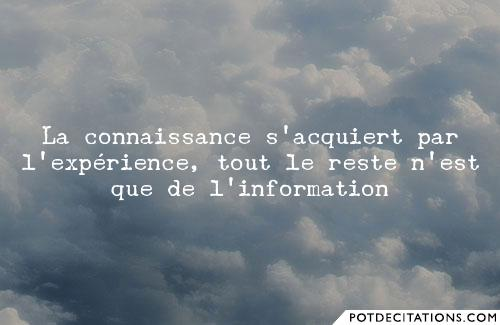 La connaissance s'acquiert par
l'expérience, tout le reste n'est
que de l'information
POTDECITATIONS.COM